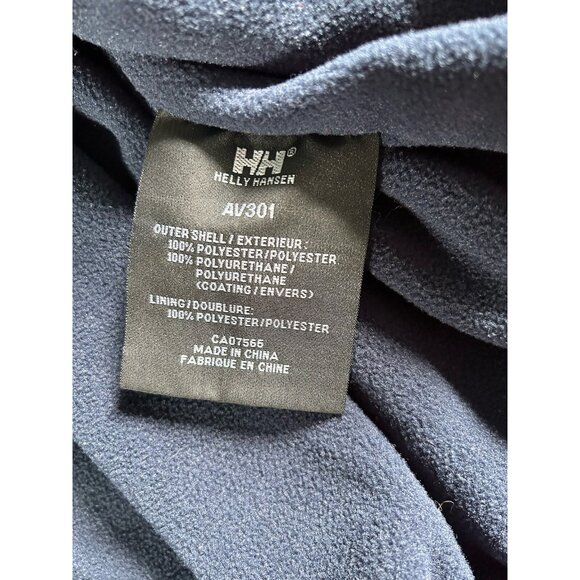 HH®
HELLY HANSEN
AV301
OUTER SHELL / EXTERIEUR:
100% POLYESTER/POLYESTER
100% POLYURETHANE /
POLYURETHANE
(COATING / ENVERS)
LINING / DOUBLURE:
100% POLYESTER/POLYESTER
CA07565
MADE IN CHINA
FABRIQUE EN CHINE